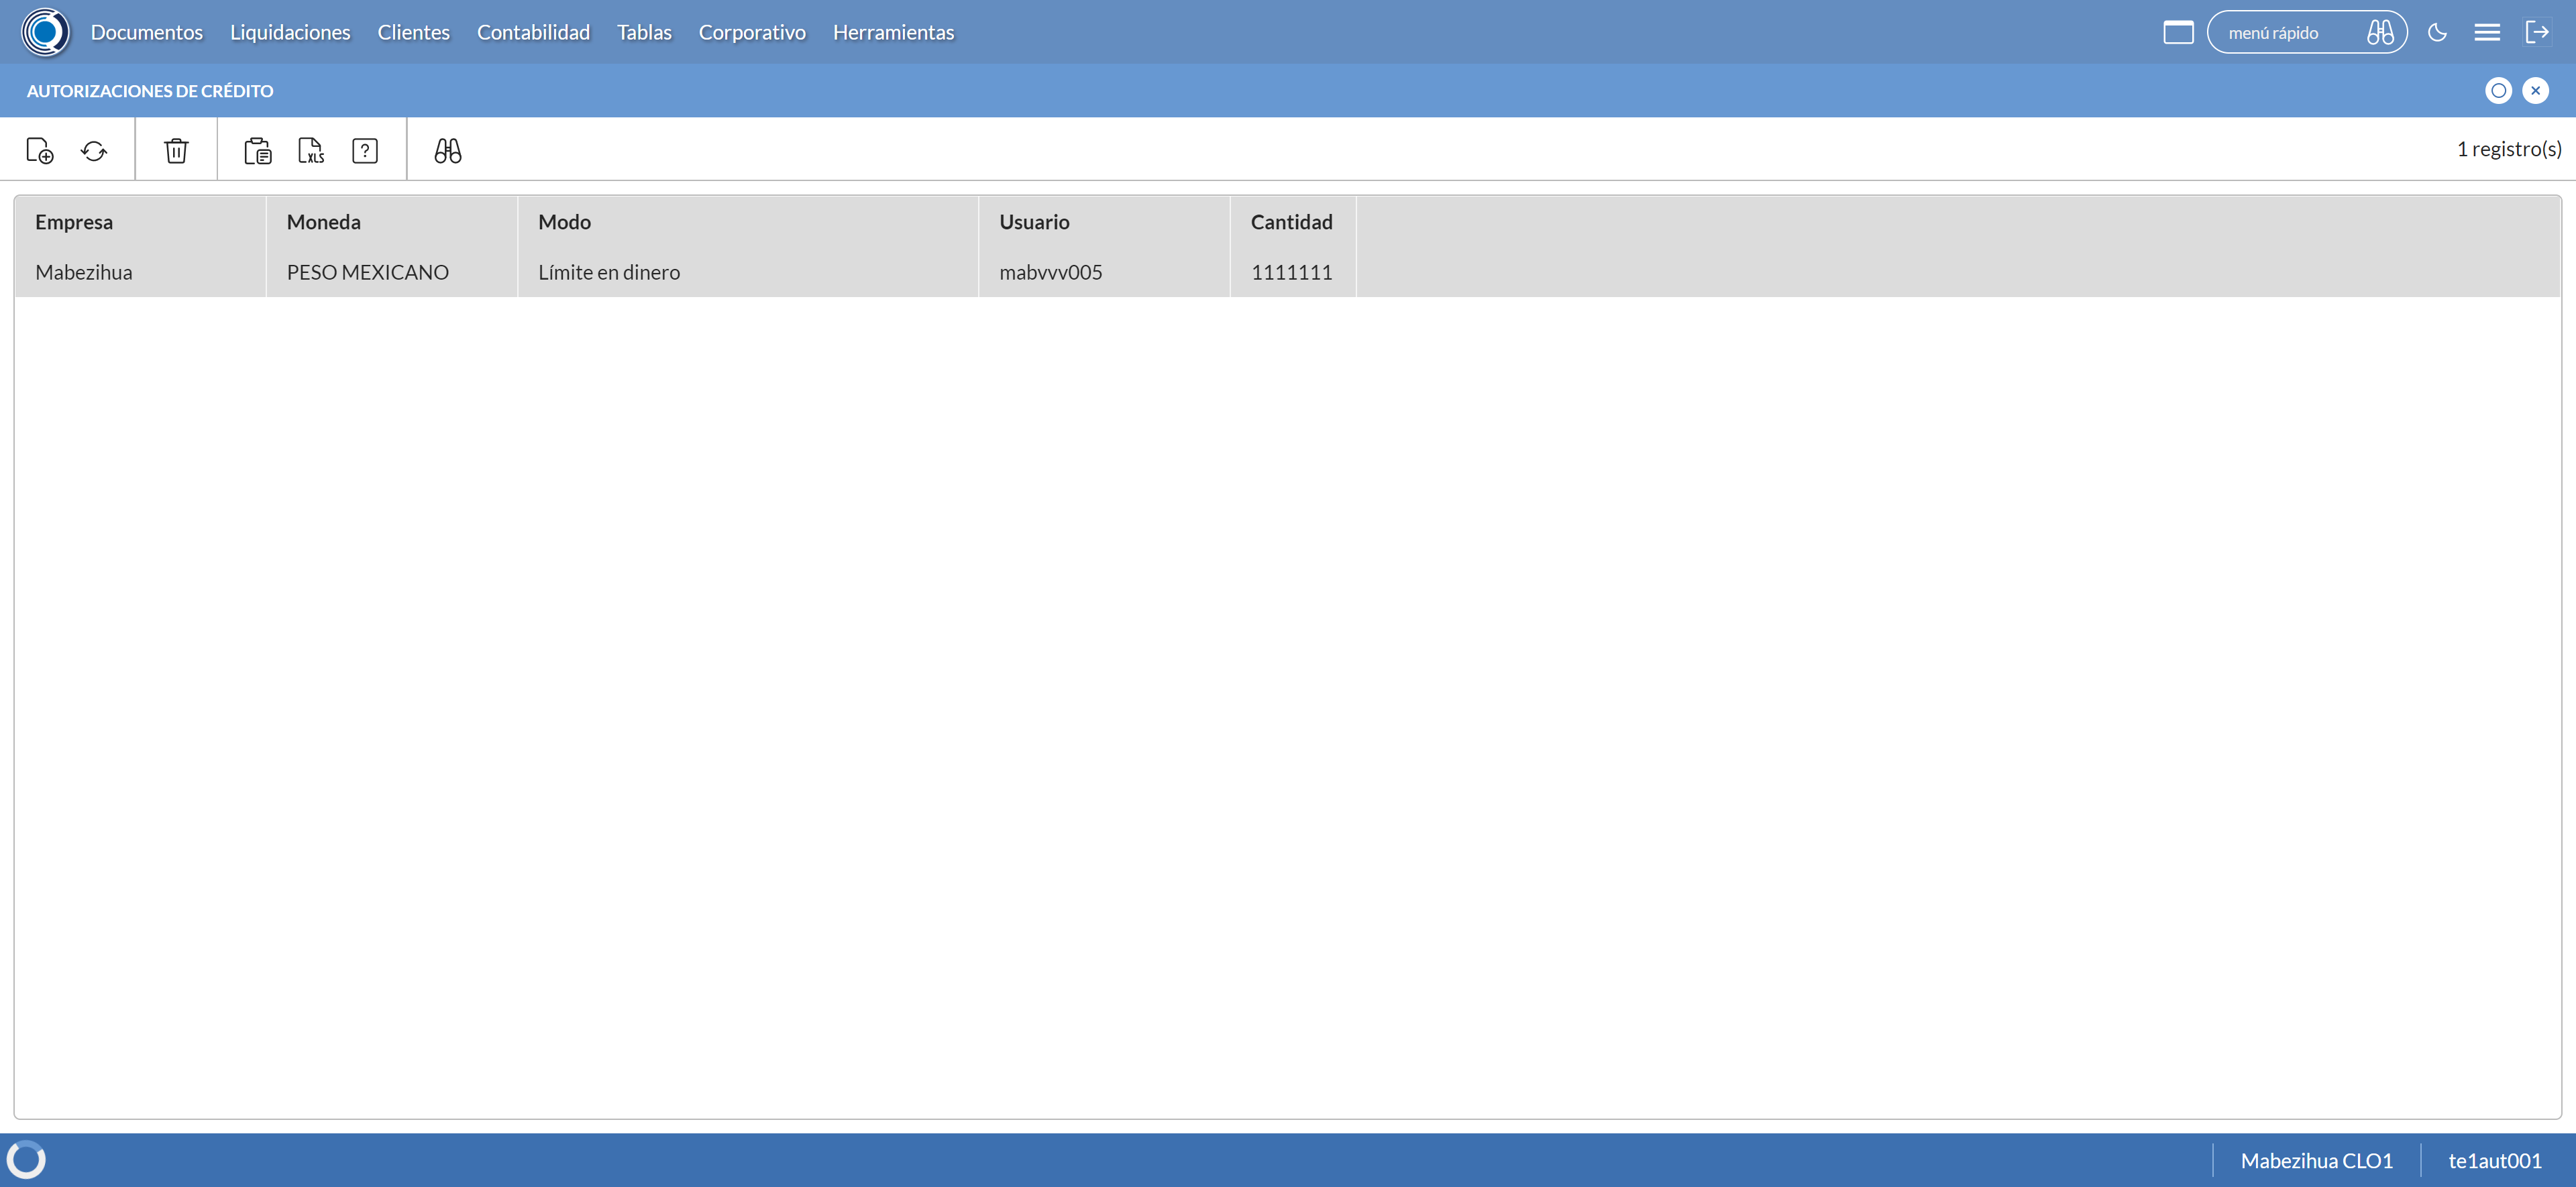 Documentos Liquidaciones Clientes Contabilidad Tablas Corporativo Herramientas menú rápido
AUTORIZACIONES DE CRÉDITO
XLS ? 1 registro(s)
Empresa Moneda Modo Usuario Cantidad
Mabezihua PESO MEXICANO Límite en dinero mabvvv005 1111111
Mabezihua CLO1 te1aut001